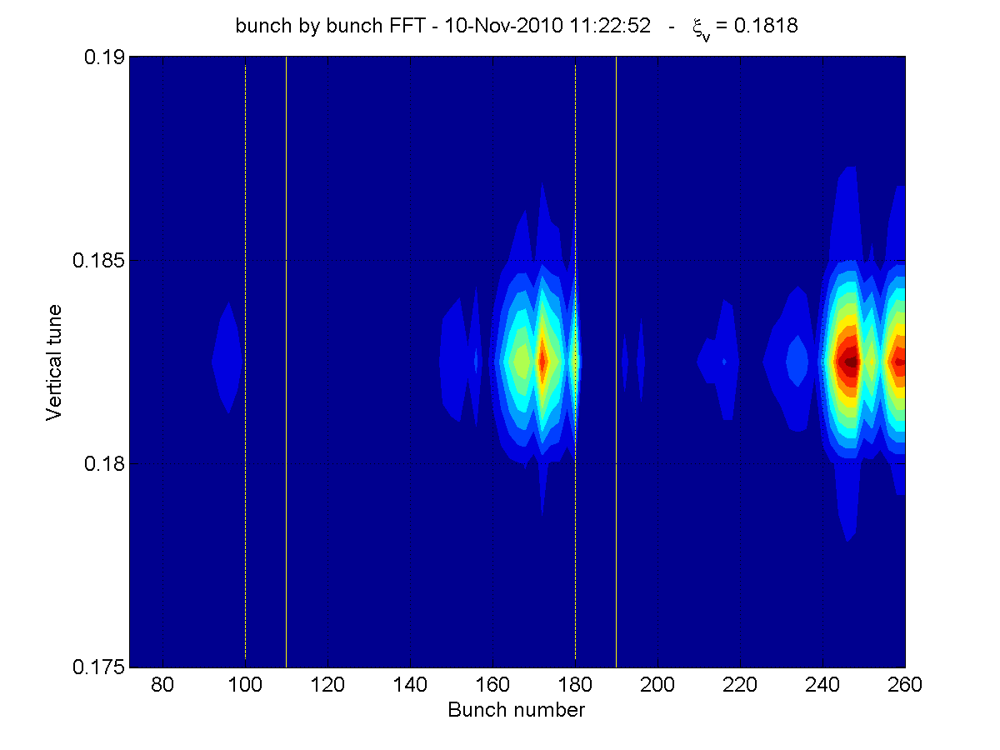 bunch by bunch FFT - 10-Nov-2010 11:22:52 - ξv = 0.1818
0.19
0.185
0.18
0.175
Vertical tune
80 100 120 140 160 180 200 220 240 260
Bunch number